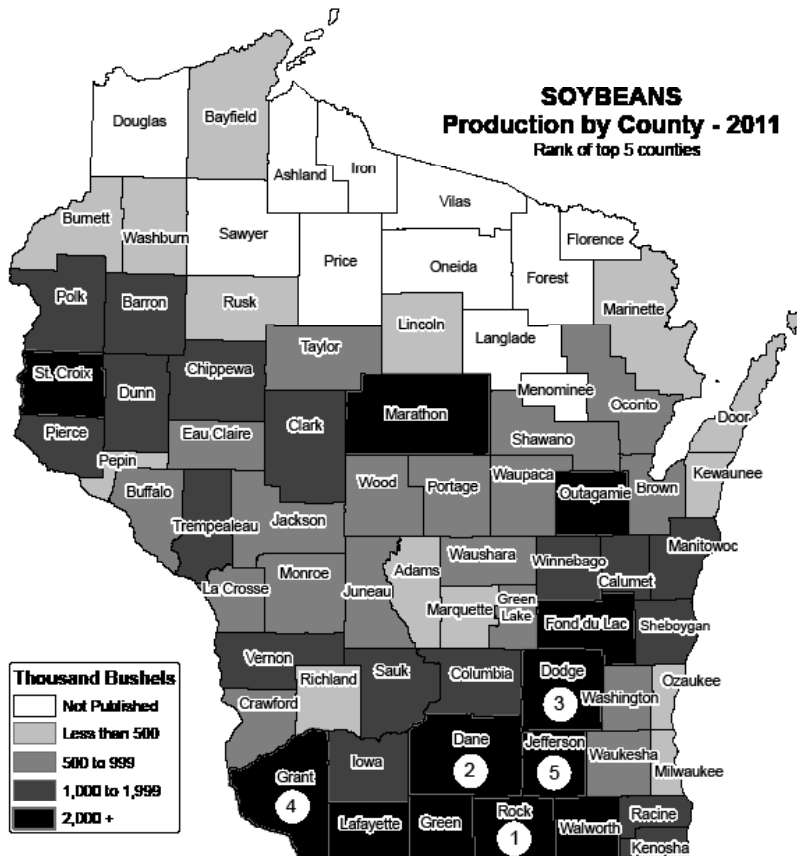 SOYBEANS
Production by County - 2011
Rank of top 5 counties
Douglas
Bayfield
Ashland
Iron
Vilas
Burnett
Washburn
Sawyer
Price
Oneida
Forest
Florence
Marinette
Polk
Barron
Rusk
Lincoln
Langlade
Taylor
St. Croix
Dunn
Chippewa
Marathon
Menominee
Oconto
Door
Pierce
Eau Claire
Clark
Shawano
Pepin
Buffalo
Trempealeau
Jackson
Wood
Portage
Waupaca
Outagamie
Brown
Kewaunee
La Crosse
Monroe
Juneau
Adams
Waushara
Winnebago
Calumet
Manitowoc
Marquette
Green
Lake
Fond du Lac
Sheboygan
Vernon
Richland
Sauk
Columbia
Dodge
3
Washington
Ozaukee
Crawford
Grant
4
Iowa
Dane
2
Jefferson
5
Waukesha
Milwaukee
Lafayette
Green
Rock
1
Walworth
Racine
Kenosha
Thousand Bushels
Not Published
Less than 500
500 to 999
1,000 to 1,999
2,000 +